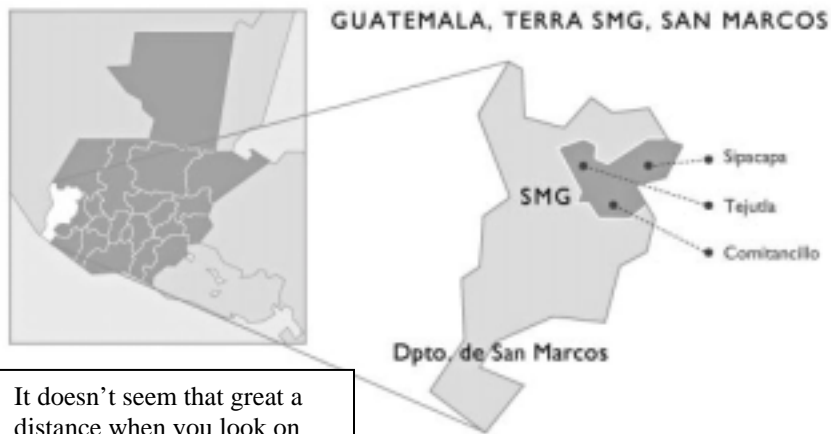 GUATEMALA, TERRA SMG, SAN MARCOS
Sipacapa
SMG
Tejutla
Comitancillo
Dpto. de San Marcos
It doesn’t seem that great a
distance when you look on